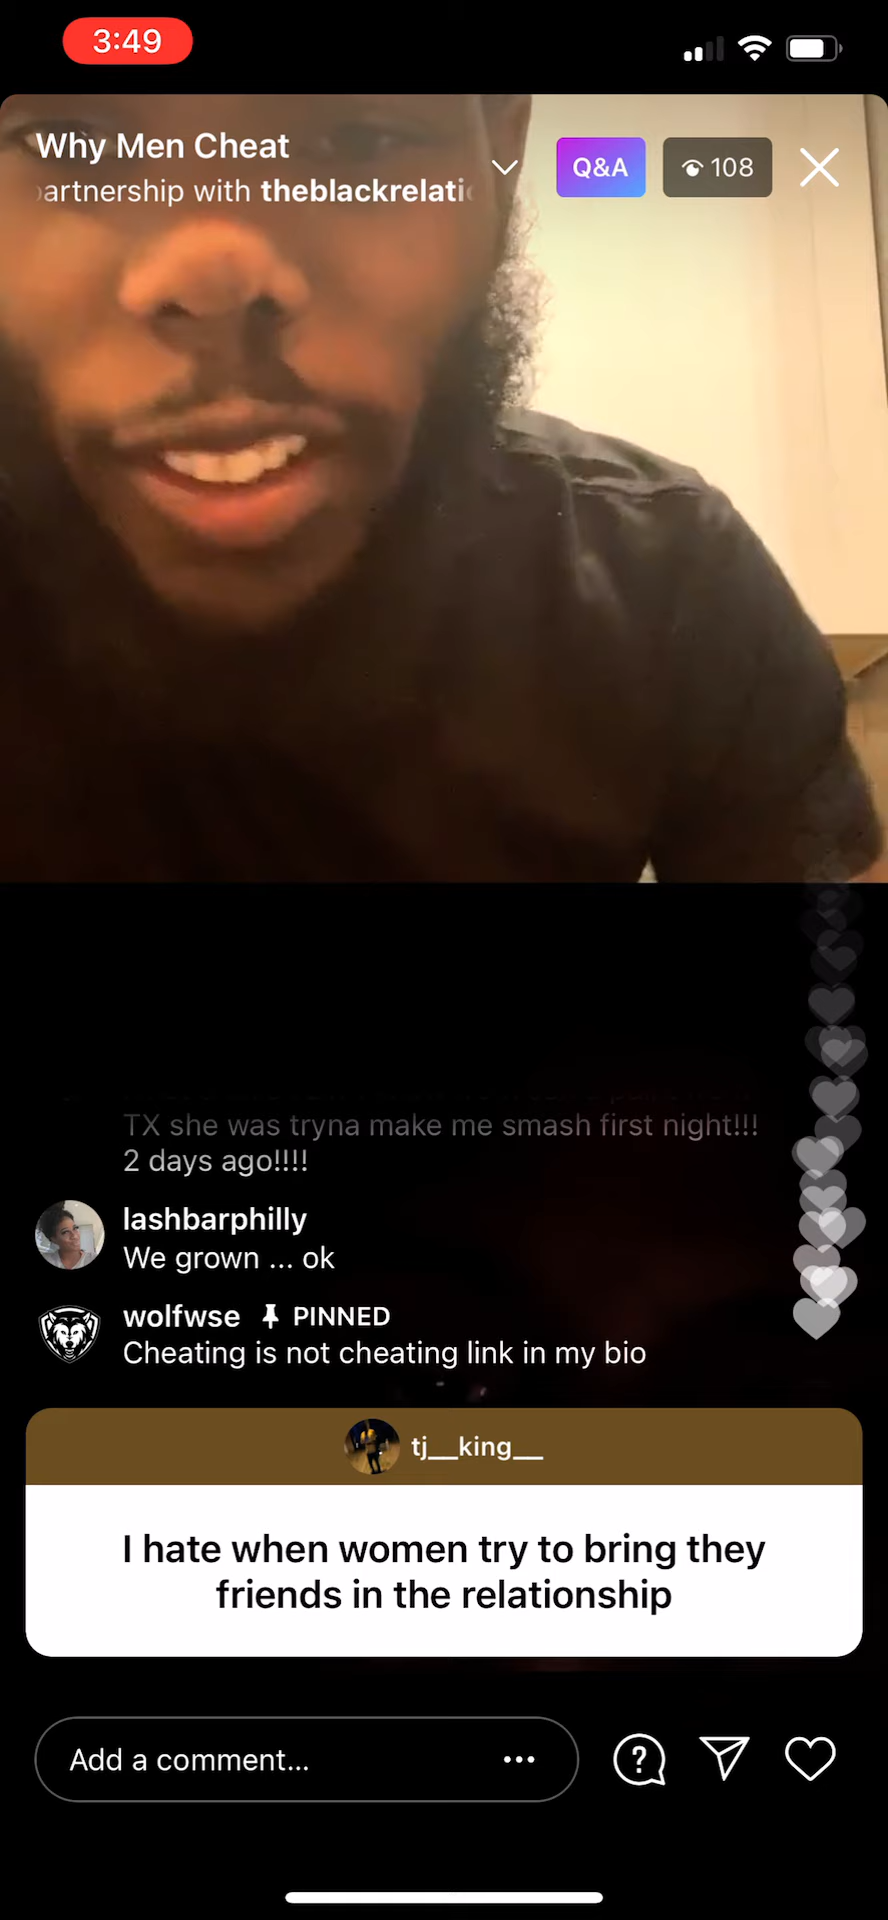 3:49
Why Men Cheat
partnership with theblackrelati
Q&A
108
TX she was tryna make me smash first night!!!
2 days ago!!!!
lashbarphilly
We grown ... ok
wolfwse PINNED
Cheating is not cheating link in my bio
tj__king__
I hate when women try to bring they
friends in the relationship
Add a comment...